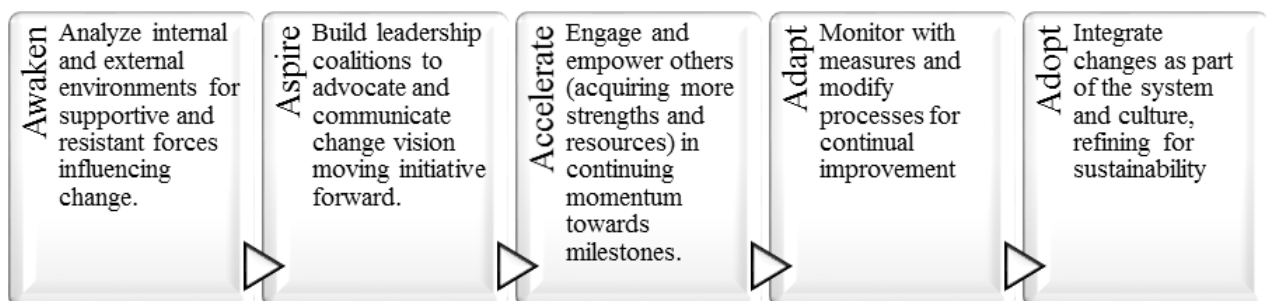 Awaken
Analyze internal
and external
environments for
supportive and
resistant forces
influencing
change.
Aspire
Build leadership
coalitions to
advocate and
communicate
change vision
moving initiative
forward.
Accelerate
Engage and
empower others
(acquiring more
strengths and
resources) in
continuing
momentum
towards
milestones.
Adapt
Monitor with
measures and
modify
processes for
continual
improvement
Adopt
Integrate
changes as part
of the system
and culture,
refining for
sustainability